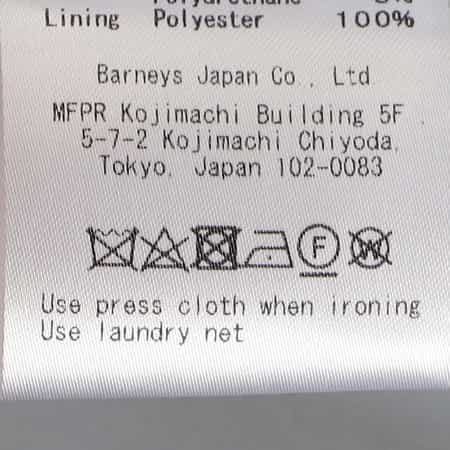 Polyurethane
Lining Polyester 100%
Barneys Japan Co., Ltd
MFPR Kojimachi Building 5F
5-7-2 Kojimachi Chiyoda,
Tokyo, Japan 102-0083
F W
Use press cloth when ironing
Use laundry net